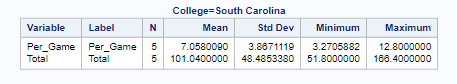 College=South Carolina
Variable Label N Mean Std Dev Minimum Maximum
Per_Game Per_Game 5 7.0580090 3.8671119 3.2705882 12.8000000
Total Total 5 101.0400000 48.4853380 51.8000000 166.4000000